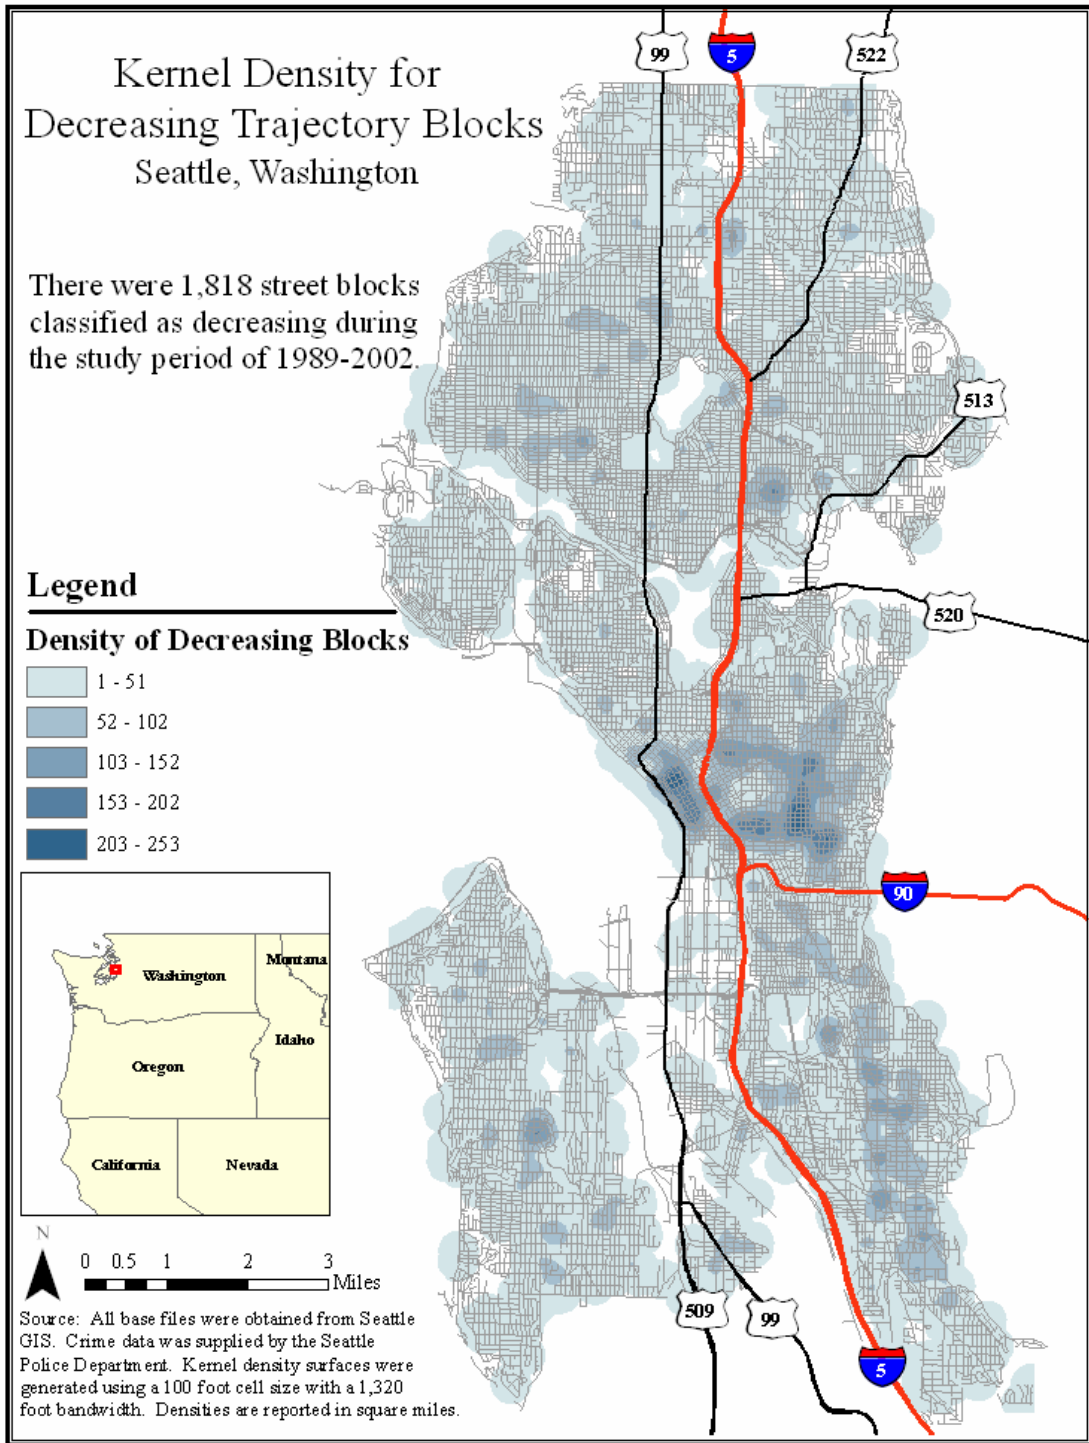 Kernel Density for
Decreasing Trajectory Blocks
Seattle, Washington
There were 1,818 street blocks
classified as decreasing during
the study period of 1989-2002.
99
5
522
513
520
90
509
99
5
Legend
Density of Decreasing Blocks
1 - 51
52 - 102
103 - 152
153 - 202
203 - 253
Washington
Montana
Oregon
Idaho
California
Nevada
N
0 0.5 1 2 3
Miles
Source: All base files were obtained from Seattle
GIS. Crime data was supplied by the Seattle
Police Department. Kernel density surfaces were
generated using a 100 foot cell size with a 1,320
foot bandwidth. Densities are reported in square miles.